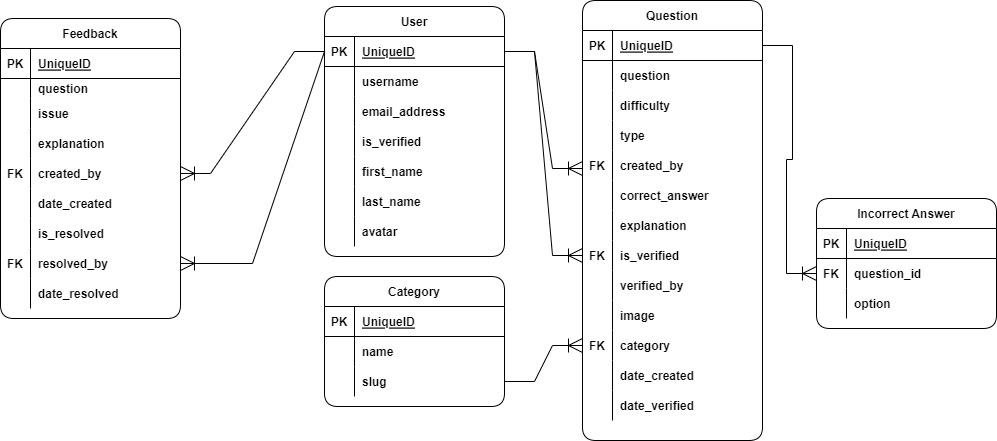 Feedback
PK UniqueID
question
issue
explanation
FK created_by
date_created
is_resolved
FK resolved_by
date_resolved
User
PK UniqueID
username
email_address
is_verified
first_name
last_name
avatar
Category
PK UniqueID
name
slug
Question
PK UniqueID
question
difficulty
type
FK created_by
correct_answer
explanation
FK is_verified
verified_by
image
FK category
date_created
date_verified
Incorrect Answer
PK UniqueID
FK question_id
option